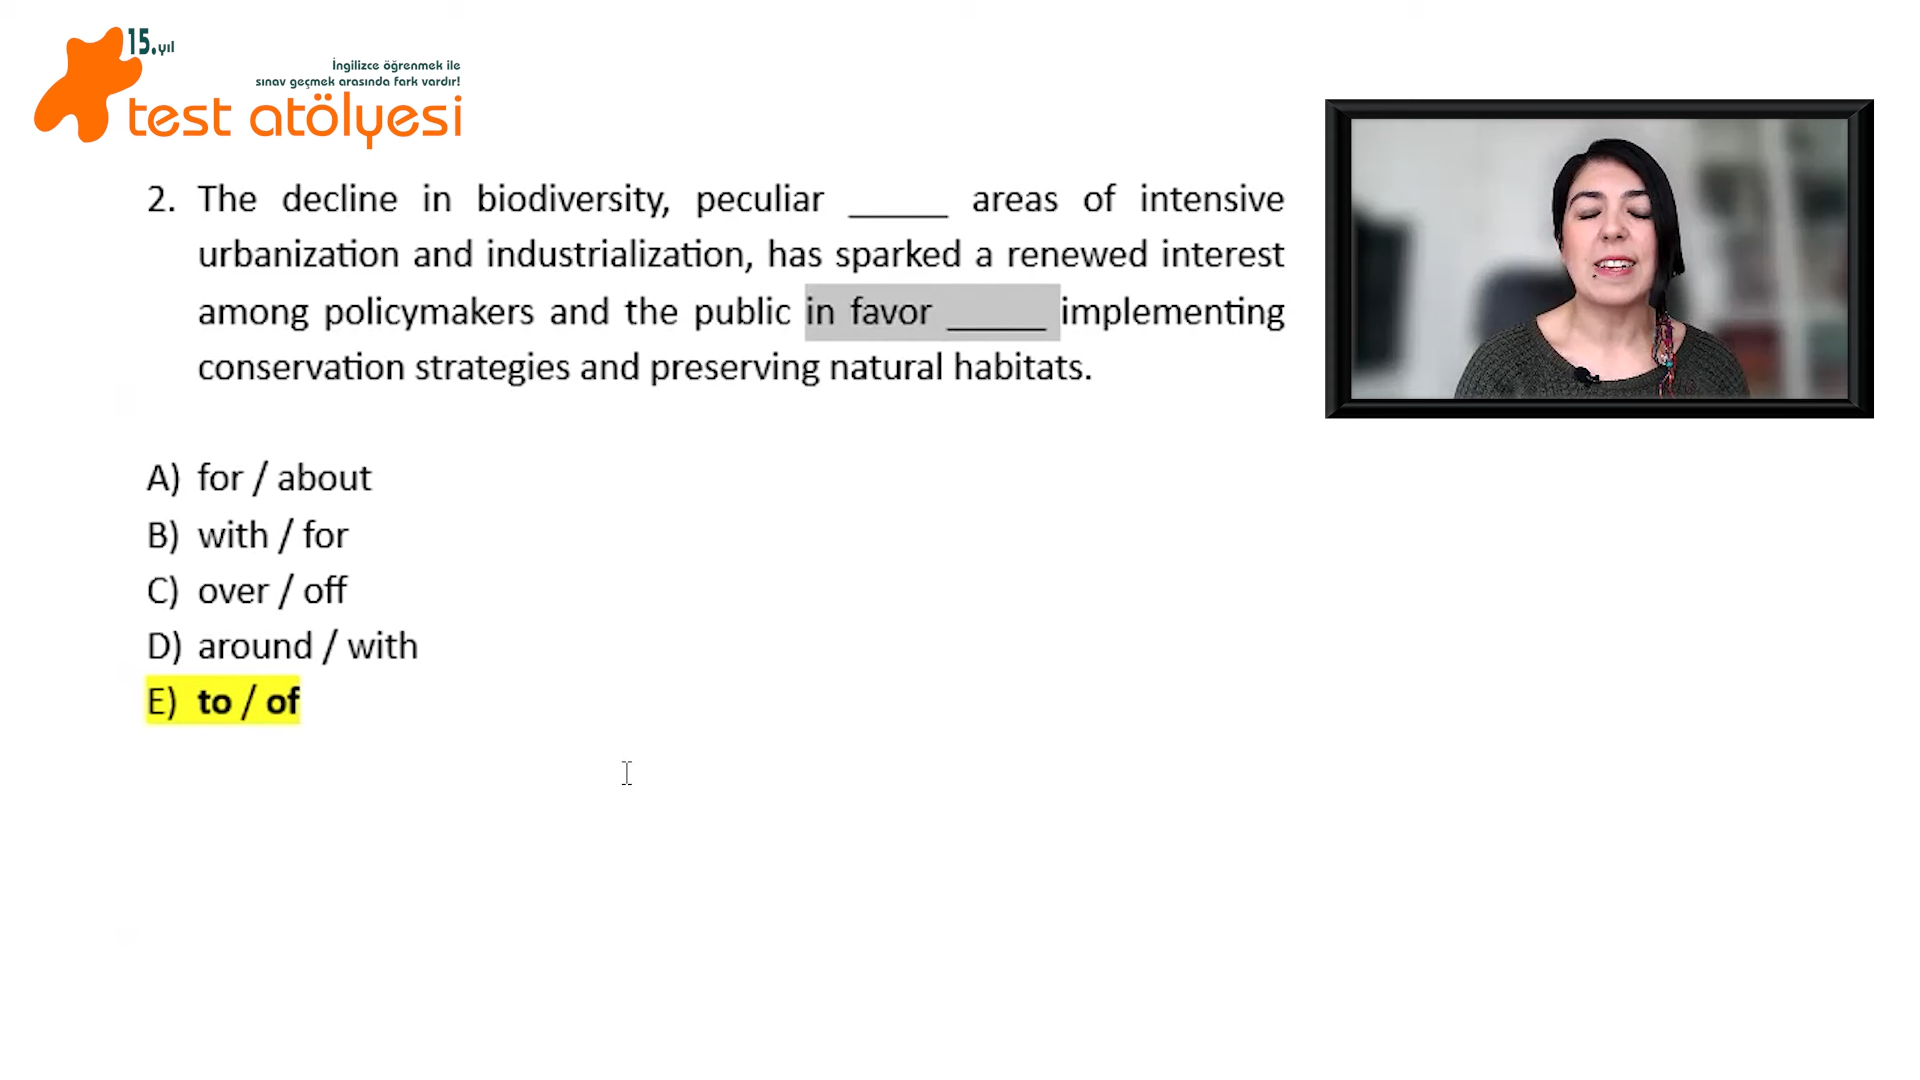 15.yıl
İngilizce öğrenmek ile
sınav geçmek arasında fark vardır!
test atölyesi
2. The decline in biodiversity, peculiar _____ areas of intensive
urbanization and industrialization, has sparked a renewed interest
among policymakers and the public in favor _____ implementing
conservation strategies and preserving natural habitats.
A) for / about
B) with / for
C) over / off
D) around / with
E) to / of